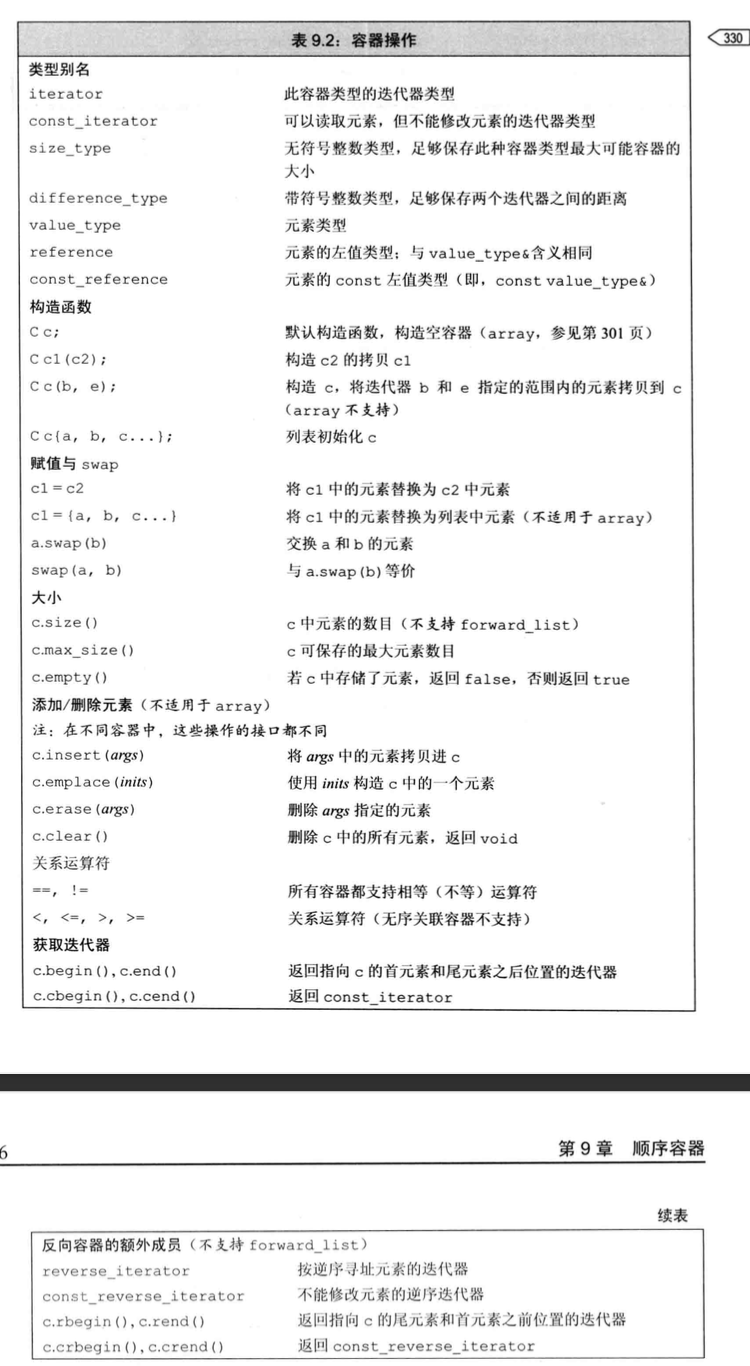 表 9.2：容器操作
330
类型别名
iterator 此容器类型的迭代器类型
const_iterator 可以读取元素，但不能修改元素的迭代器类型
size_type 无符号整数类型，足够保存此种容器类型最大可能容器的
大小
difference_type 带符号整数类型，足够保存两个迭代器之间的距离
value_type 元素类型
reference 元素的左值类型；与 value_type&含义相同
const_reference 元素的 const 左值类型（即，const value_type&）
构造函数
C c; 默认构造函数，构造空容器（array，参见第 301 页）
C c1(c2); 构造 c2 的拷贝 c1
C c(b, e); 构造 c，将迭代器 b 和 e 指定的范围内的元素拷贝到 c
（array 不支持）
C c{a, b, c...}; 列表初始化 c
赋值与 swap
c1 = c2 将 c1 中的元素替换为 c2 中元素
c1 = {a, b, c...} 将 c1 中的元素替换为列表中元素（不适用于 array）
a.swap(b) 交换 a 和 b 的元素
swap(a, b) 与 a.swap(b)等价
大小
c.size() c 中元素的数目（不支持 forward_list）
c.max_size() c 可保存的最大元素数目
c.empty() 若 c 中存储了元素，返回 false，否则返回 true
添加/删除元素（不适用于 array）
注：在不同容器中，这些操作的接口都不同
c.insert(args) 将 args 中的元素拷贝进 c
c.emplace(inits) 使用 inits 构造 c 中的一个元素
c.erase(args) 删除 args 指定的元素
c.clear() 删除 c 中的所有元素，返回 void
关系运算符
==, != 所有容器都支持相等（不等）运算符
<, <=, >, >= 关系运算符（无序关联容器不支持）
获取迭代器
c.begin(),c.end() 返回指向 c 的首元素和尾元素之后位置的迭代器
c.cbegin(),c.cend() 返回 const_iterator
6
第 9 章 顺序容器
续表
反向容器的额外成员（不支持 forward_list）
reverse_iterator 按逆序寻址元素的迭代器
const_reverse_iterator 不能修改元素的逆序迭代器
c.rbegin(),c.rend() 返回指向 c 的尾元素和首元素之前位置的迭代器
c.crbegin(),c.crend() 返回 const_reverse_iterator